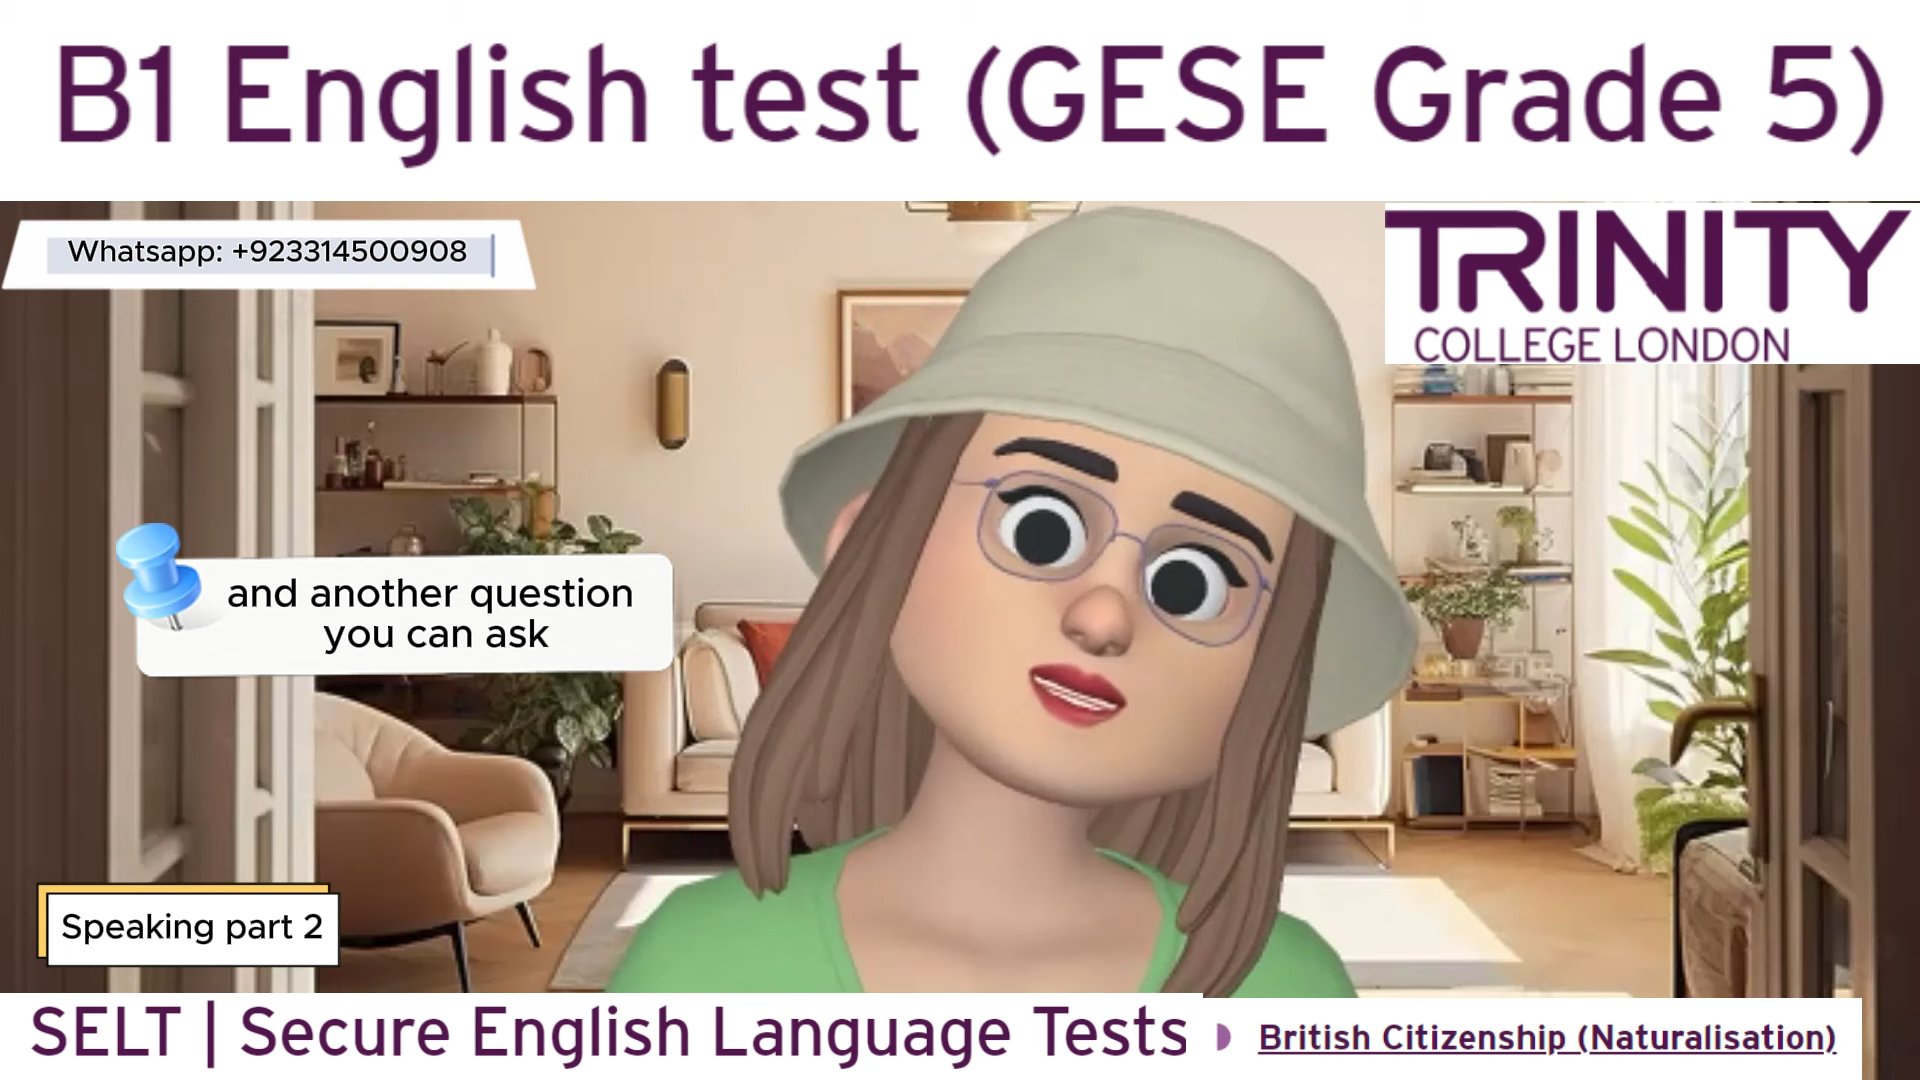 B1 English test (GESE Grade 5)
Whatsapp: +923314500908
TRINITY
COLLEGE LONDON
and another question
you can ask
Speaking part 2
SELT | Secure English Language Tests
British Citizenship (Naturalisation)